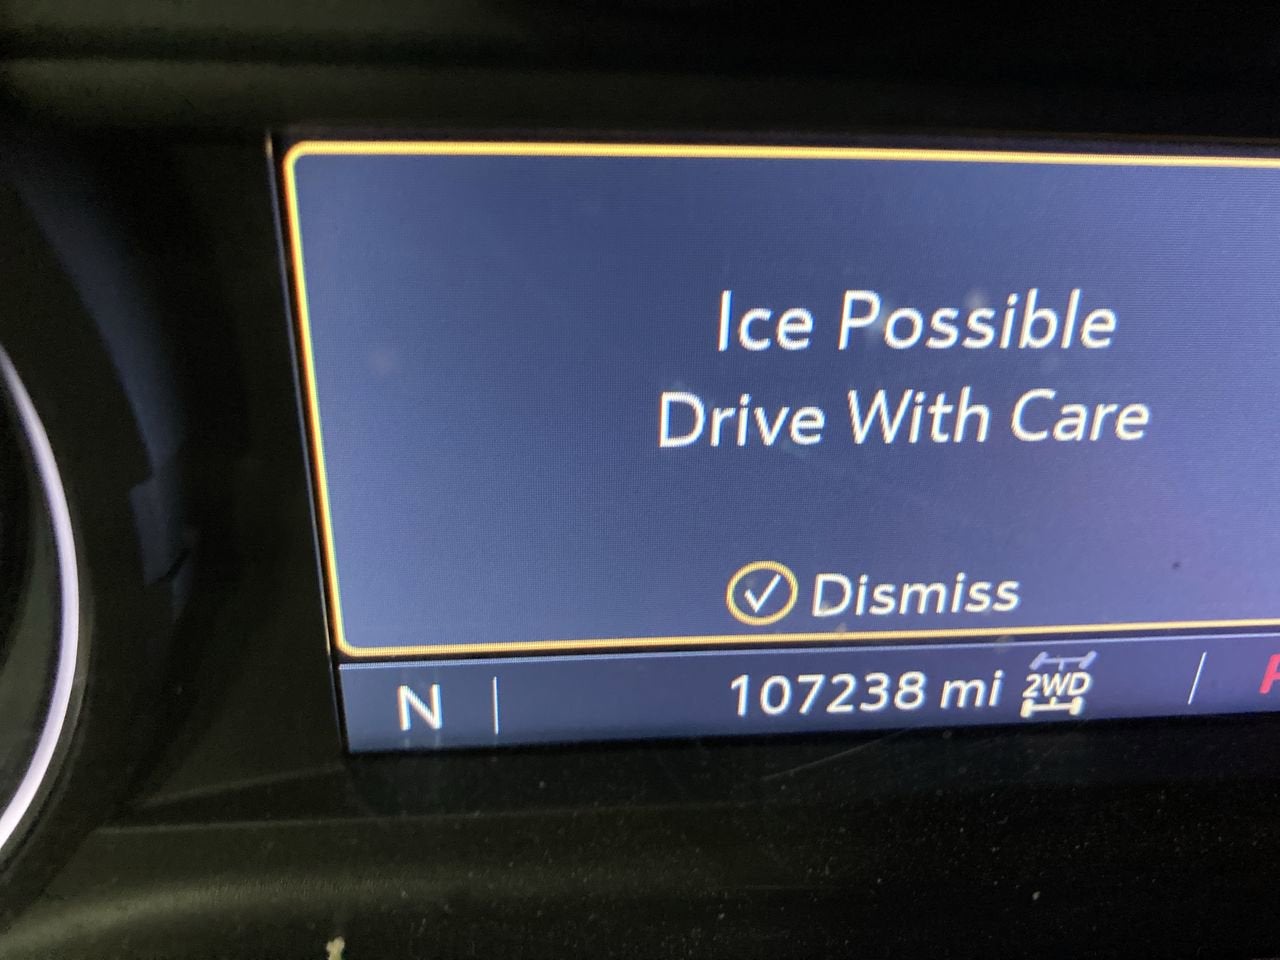 Ice Possible
Drive With Care
Dismiss
N
107238 mi 2WD